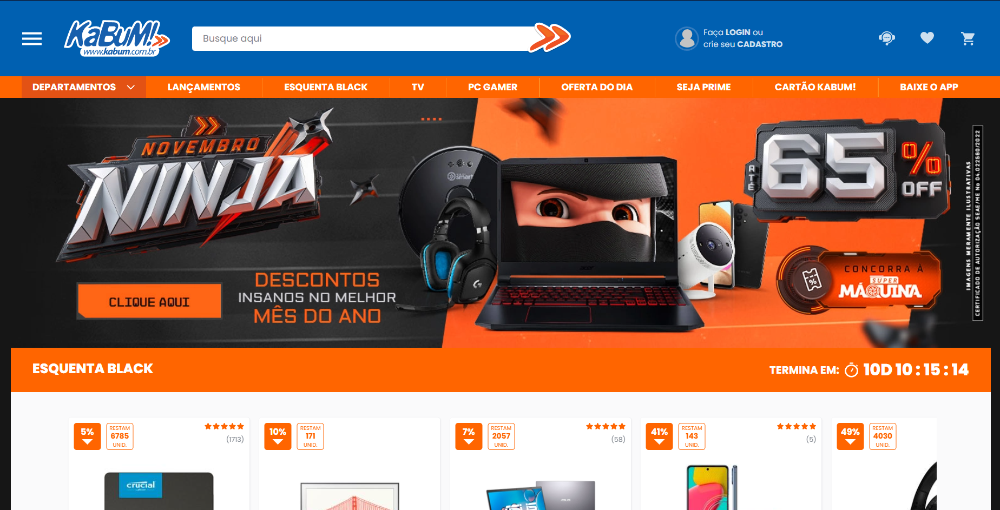 KaBuM!
www.kabum.com.br
Busque aqui
Faça LOGIN ou
crie seu CADASTRO
DEPARTAMENTOS
LANÇAMENTOS
ESQUENTA BLACK
TV
PC GAMER
OFERTA DO DIA
SEJA PRIME
CARTÃO KABUM!
BAIXE O APP
NOVEMBRO
NINJA
DESCONTOS
INSANOS NO MELHOR
MÊS DO ANO
CLIQUE AQUI
smart
acer
ATÉ
65%
OFF
CONCORRA À
SUPER
MÁQUINA
IMAGENS MERAMENTE ILUSTRATIVAS
CERTIFICADO DE AUTORIZAÇÃO SEAE/ME No 04.022560/2022
ESQUENTA BLACK
TERMINA EM: 10D 10 : 15 : 14
5%
RESTAM
6785
UNID.
(1713)
crucial
10%
RESTAM
171
UNID.
7%
RESTAM
2057
UNID.
(58)
ASUS
41%
RESTAM
143
UNID.
(5)
49%
RESTAM
4030
UNID.